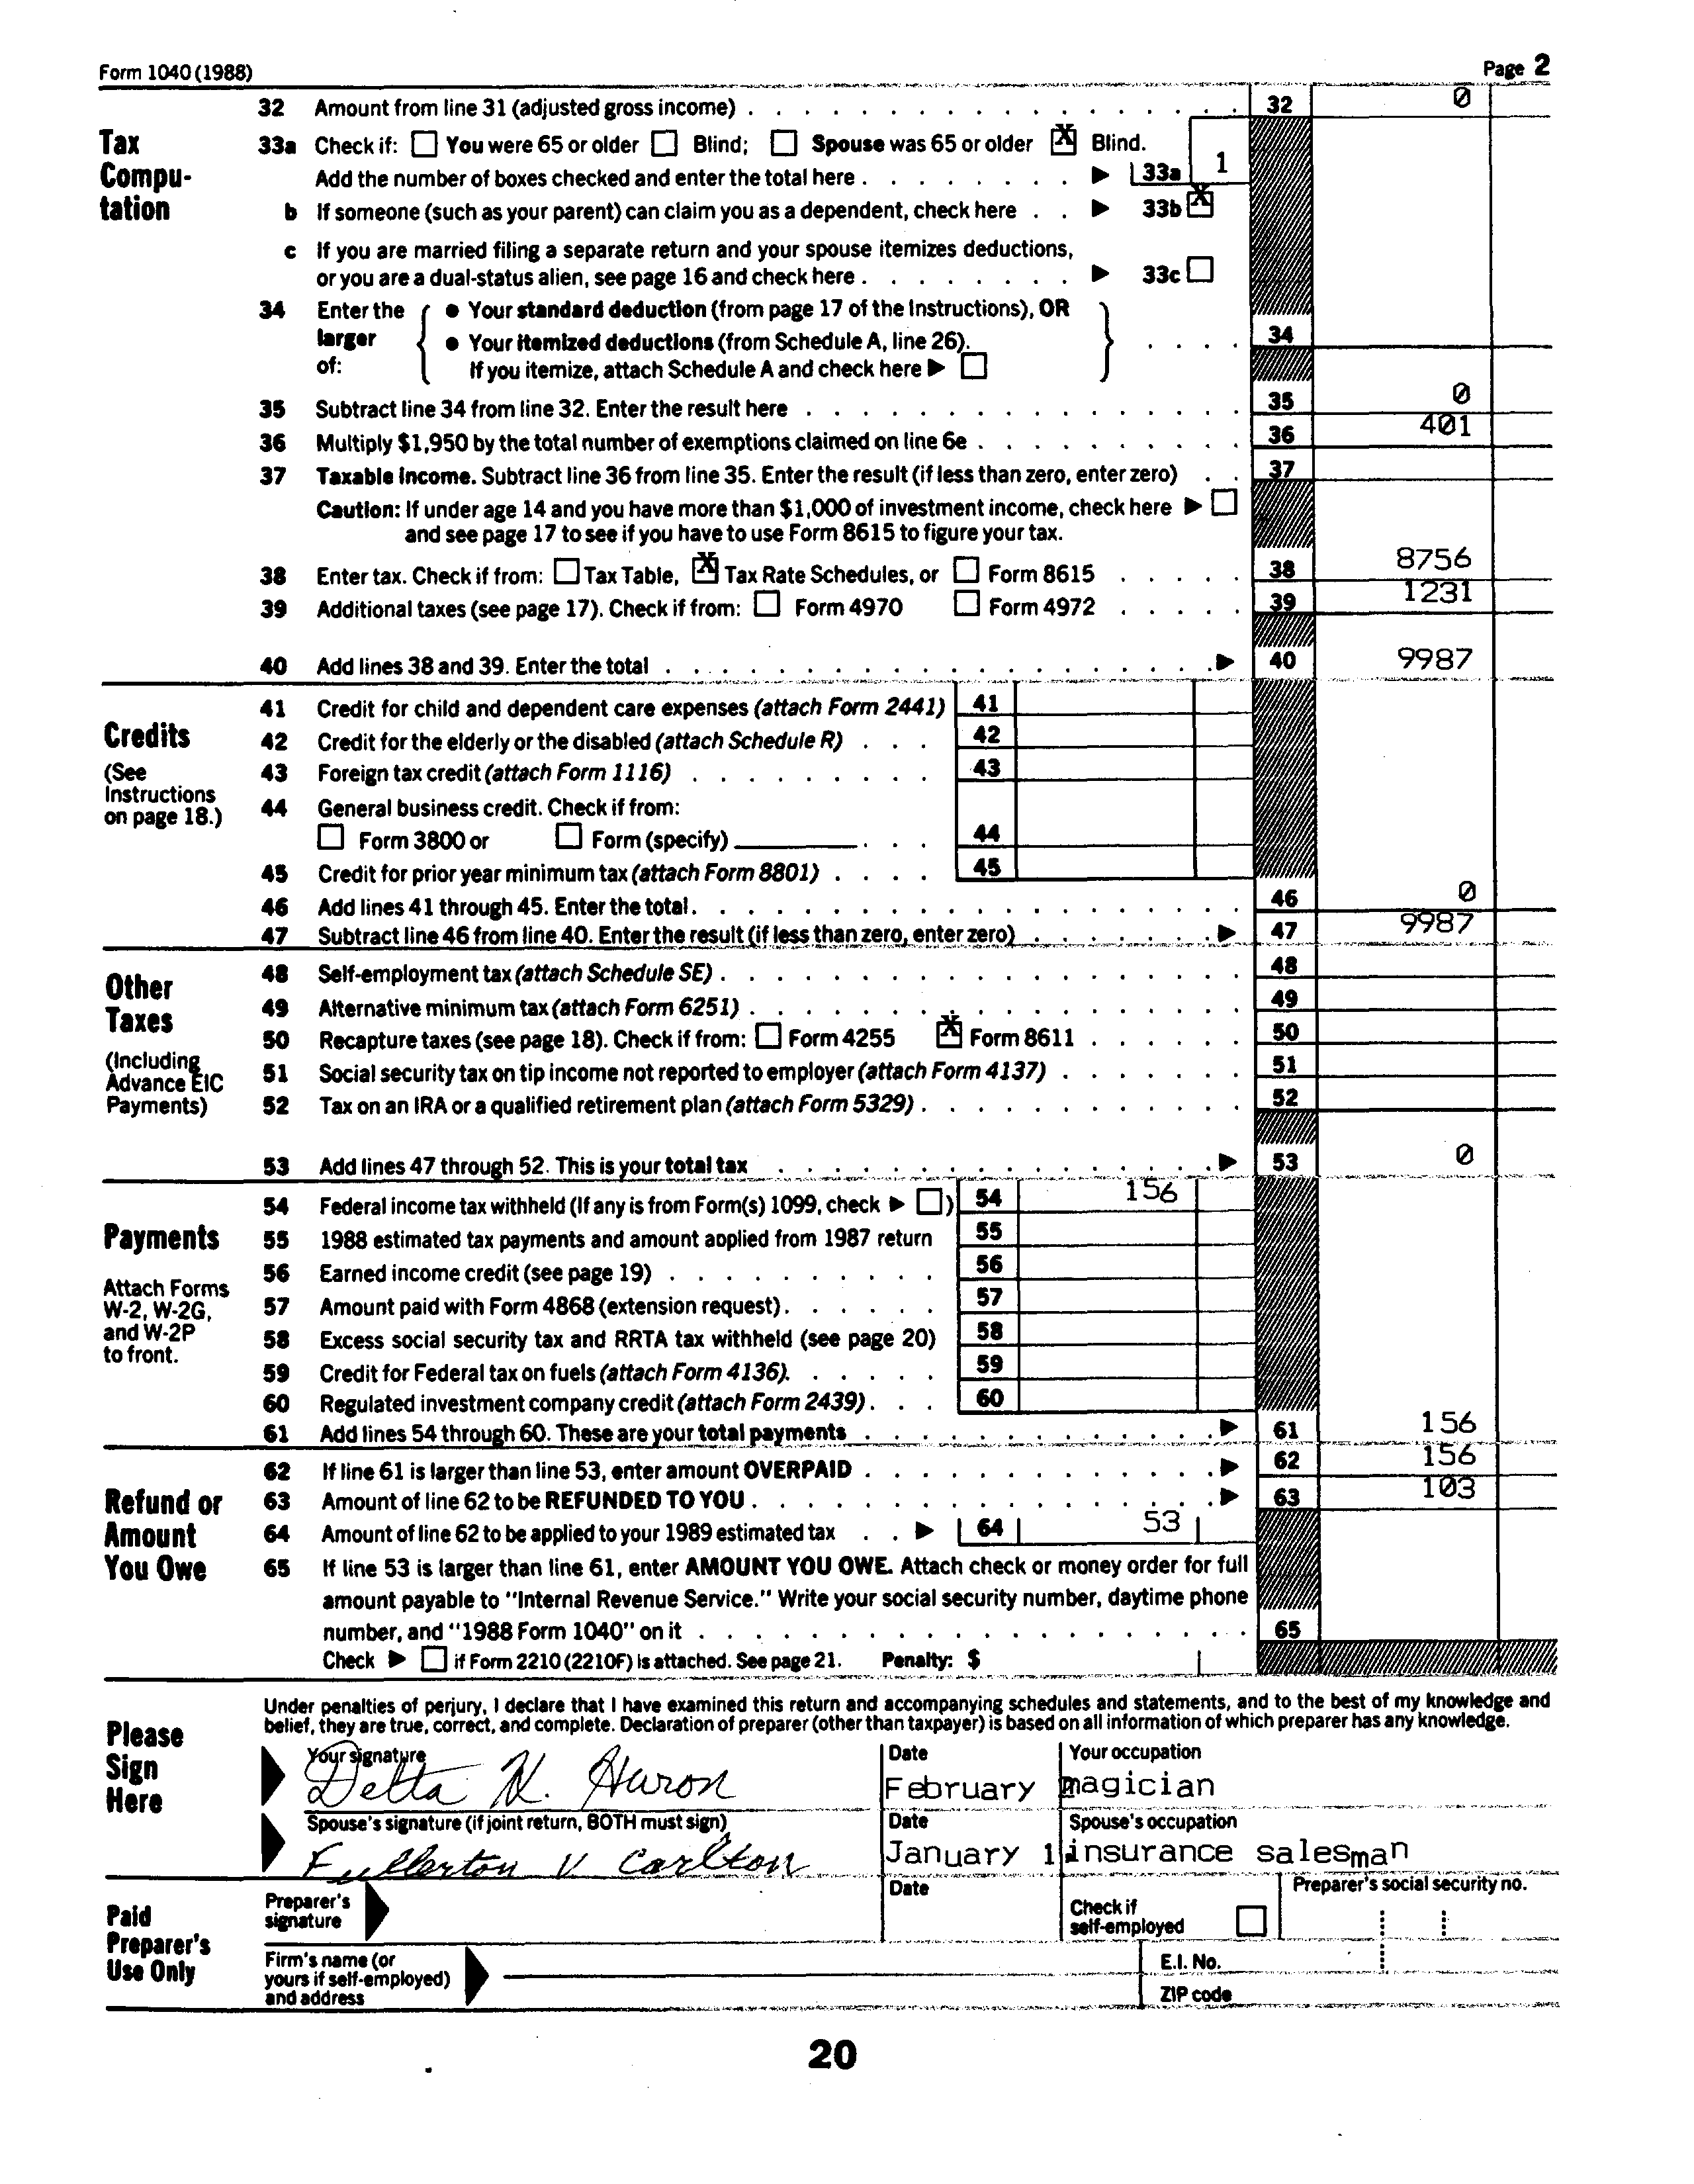 Form 1040 (1988) Page 2
32 Amount from line 31 (adjusted gross income) 32 0
Tax Computation
33a Check if: You were 65 or older Blind; Spouse was 65 or older X Blind.
Add the number of boxes checked and enter the total here 33a 1
b If someone (such as your parent) can claim you as a dependent, check here 33b X
c If you are married filing a separate return and your spouse itemizes deductions,
or you are a dual-status alien, see page 16 and check here 33c
34 Enter the larger of:
• Your standard deduction (from page 17 of the Instructions), OR
• Your itemized deductions (from Schedule A, line 26).
If you itemize, attach Schedule A and check here
34
35 Subtract line 34 from line 32. Enter the result here 35 0
36 Multiply $1,950 by the total number of exemptions claimed on line 6e 36 401
37 Taxable income. Subtract line 36 from line 35. Enter the result (if less than zero, enter zero) 37
Caution: If under age 14 and you have more than $1,000 of investment income, check here
and see page 17 to see if you have to use Form 8615 to figure your tax.
38 Enter tax. Check if from: Tax Table, X Tax Rate Schedules, or Form 8615 38 8756
39 Additional taxes (see page 17). Check if from: Form 4970 Form 4972 39 1231
40 Add lines 38 and 39. Enter the total 40 9987
Credits
(See Instructions on page 18.)
41 Credit for child and dependent care expenses (attach Form 2441) 41
42 Credit for the elderly or the disabled (attach Schedule R) 42
43 Foreign tax credit (attach Form 1116) 43
44 General business credit. Check if from:
Form 3800 or Form (specify) 44
45 Credit for prior year minimum tax (attach Form 8801) 45
46 Add lines 41 through 45. Enter the total. 46 0
47 Subtract line 46 from line 40. Enter the result (if less than zero, enter zero) 47 9987
Other Taxes
(Including Advance EIC Payments)
48 Self-employment tax (attach Schedule SE) 48
49 Alternative minimum tax (attach Form 6251) 49
50 Recapture taxes (see page 18). Check if from: Form 4255 X Form 8611 50
51 Social security tax on tip income not reported to employer (attach Form 4137) 51
52 Tax on an IRA or a qualified retirement plan (attach Form 5329) 52
53 Add lines 47 through 52. This is your total tax 53 0
Payments
Attach Forms W-2, W-2G, and W-2P to front.
54 Federal income tax withheld (If any is from Form(s) 1099, check ) 54 156
55 1988 estimated tax payments and amount applied from 1987 return 55
56 Earned income credit (see page 19) 56
57 Amount paid with Form 4868 (extension request) 57
58 Excess social security tax and RRTA tax withheld (see page 20) 58
59 Credit for Federal tax on fuels (attach Form 4136). 59
60 Regulated investment company credit (attach Form 2439) 60
61 Add lines 54 through 60. These are your total payments 61 156
Refund or Amount You Owe
62 If line 61 is larger than line 53, enter amount OVERPAID 62 156
63 Amount of line 62 to be REFUNDED TO YOU 63 103
64 Amount of line 62 to be applied to your 1989 estimated tax 64 53
65 If line 53 is larger than line 61, enter AMOUNT YOU OWE. Attach check or money order for full
amount payable to "Internal Revenue Service." Write your social security number, daytime phone
number, and "1988 Form 1040" on it 65
Check if Form 2210 (2210F) is attached. See page 21. Penalty: $
Please Sign Here
Under penalties of perjury, I declare that I have examined this return and accompanying schedules and statements, and to the best of my knowledge and
belief, they are true, correct, and complete. Declaration of preparer (other than taxpayer) is based on all information of which preparer has any knowledge.
Your signature Date Your occupation
Delta N. Huron February magician
Spouse's signature (if joint return, BOTH must sign) Date Spouse's occupation
Fullerton V Carlton January 1 insurance salesman
Paid Preparer's Use Only
Preparer's signature Date Check if self-employed Preparer's social security no.
Firm's name (or yours if self-employed) and address E.I. No.
ZIP code
20